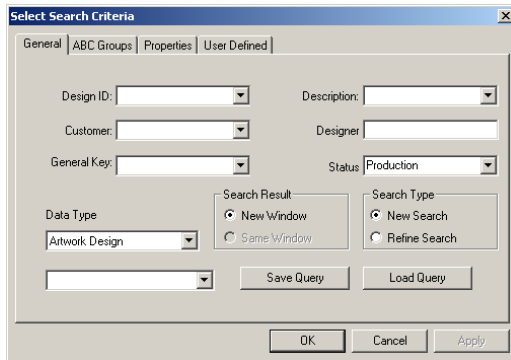 Select Search Criteria
General ABC Groups Properties User Defined
Design ID: Description:
Customer: Designer
General Key: Status Production
Search Result Search Type
Data Type New Window New Search
Artwork Design Same Window Refine Search
Save Query Load Query
OK Cancel Apply